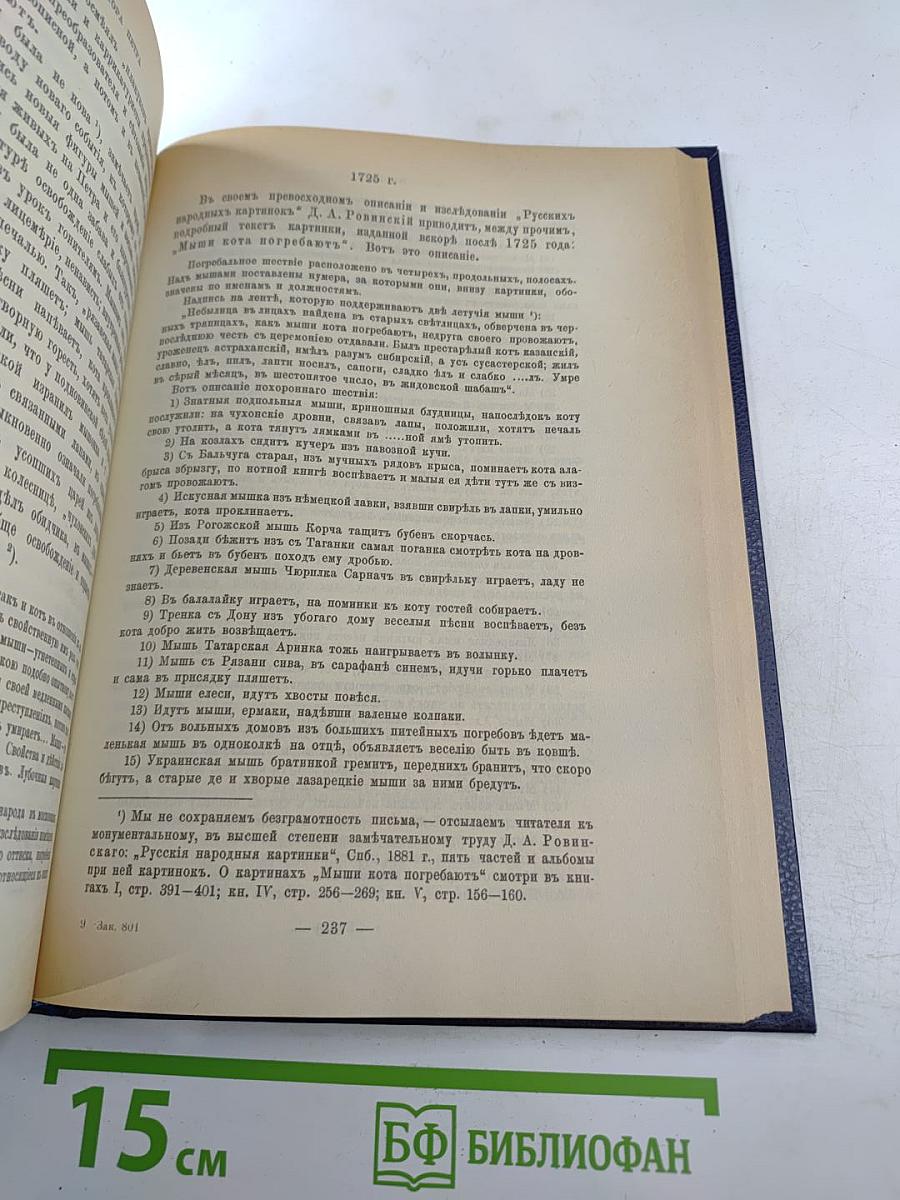 1725 г.
Въ своемъ превосходномъ описаніи и изслѣдованіи „Русскихъ
народныхъ картинокъ“ Д. А. Ровинскій приводитъ, между прочимъ,
подробный текстъ картинки, изданной вскорѣ послѣ 1725 года:
„Мыши кота погребаютъ“. Вотъ это описаніе.
Погребальное шествіе расположено въ четырехъ, продольныхъ, полосахъ.
Надъ мышами поставлены нумера, за которыми они, внизу картинки, обо-
значены по именамъ и должностямъ.
Надпись на лентѣ, которую поддерживаютъ двѣ летучія мыши ¹):
„Небылица въ лицахъ найдена въ старыхъ свѣтлицахъ, обверчена въ чер-
ныхъ тряпицахъ, какъ мыши кота погребаютъ, недруга своего провожаютъ,
послѣднюю честь съ церемоніею отдавали. Былъ престарѣлый котъ казанскій,
уроженецъ астраханскій, имѣлъ разумъ сибирскій, а усъ сусастерской; жилъ
славно, ѣлъ, пилъ, лапти носилъ, сапоги, сладко ѣлъ и слабко ....лъ. Умре
въ сѣрый мѣсяцъ, въ шестопятое число, въ жидовской шабашъ“.
Вотъ описаніе похороннаго шествія:
1) Знатныя подпольныя мыши, криношныя блудницы, напослѣдокъ коту
послужили: на чухонскіе дровни, связавъ лапы, положили, хотятъ печаль
свою утолить, а кота тянутъ лямками въ .....ной ямѣ утопить.
2) На козлахъ сидитъ кучеръ изъ навозной кучи.
3) Съ Бальчуга старая, изъ мучныхъ рядовъ крыса, поминаетъ кота ала-
брыса збрызгу, по нотной книгѣ воспѣваетъ и малыя ея дѣти тутъ же съ виз-
гомъ провожаютъ.
4) Искусная мышка изъ нѣмецкой лавки, взявши свирѣль въ лапки, умильно
играетъ, кота проклинаетъ.
5) Изъ Рогожской мышь Корча тащитъ бубенъ скорчась.
6) Позади бѣжитъ изъ съ Таганки самая поганка смотрѣть кота на дров-
няхъ и бьетъ въ бубенъ походъ ему дробью.
7) Деревенская мышь Чюрилка Сарначъ въ свирѣльку играетъ, ладу не
знаетъ.
8) Въ балалайку играетъ, на поминки къ коту гостей собираетъ.
9) Тренка съ Дону изъ убогаго дому веселыя пѣсни воспѣваетъ, безъ
кота добро жить возвѣщаетъ.
10) Мышь Татарская Аринка тожь наигрываетъ въ волынку.
11) Мышь съ Рязани сива, въ сарафанѣ синемъ, идучи горько плачетъ
и сама въ присядку пляшетъ.
12) Мыши елеси, идутъ хвосты повѣся.
13) Идутъ мыши, ермаки, надѣвши валеные колпаки.
14) Отъ вольныхъ домовъ изъ большихъ питейныхъ погребовъ ѣдетъ ма-
ленькая мышь въ одноколкѣ на отцѣ, объявляетъ веселію быть въ ковшѣ.
15) Украинская мышь братинкой гремитъ, переднихъ бранитъ, что скоро
бѣгутъ, а старые де и хворые лазарецкіе мыши за ними бредутъ.
¹) Мы не сохраняемъ безграмотность письма, — отсылаемъ читателя къ
монументальному, въ высшей степени замѣчательному труду Д. А. Ровин-
скаго: „Русскія народныя картинки“, Спб., 1881 г., пять частей и альбомы
при ней картинокъ. О картинахъ „Мыши кота погребаютъ“ смотри въ кни-
гахъ I, стр. 391—401; кн. IV, стр. 256—269; кн. V, стр. 156—160.
9 Зак. 801
— 237 —
15 см
БФ БИБЛИОФАН